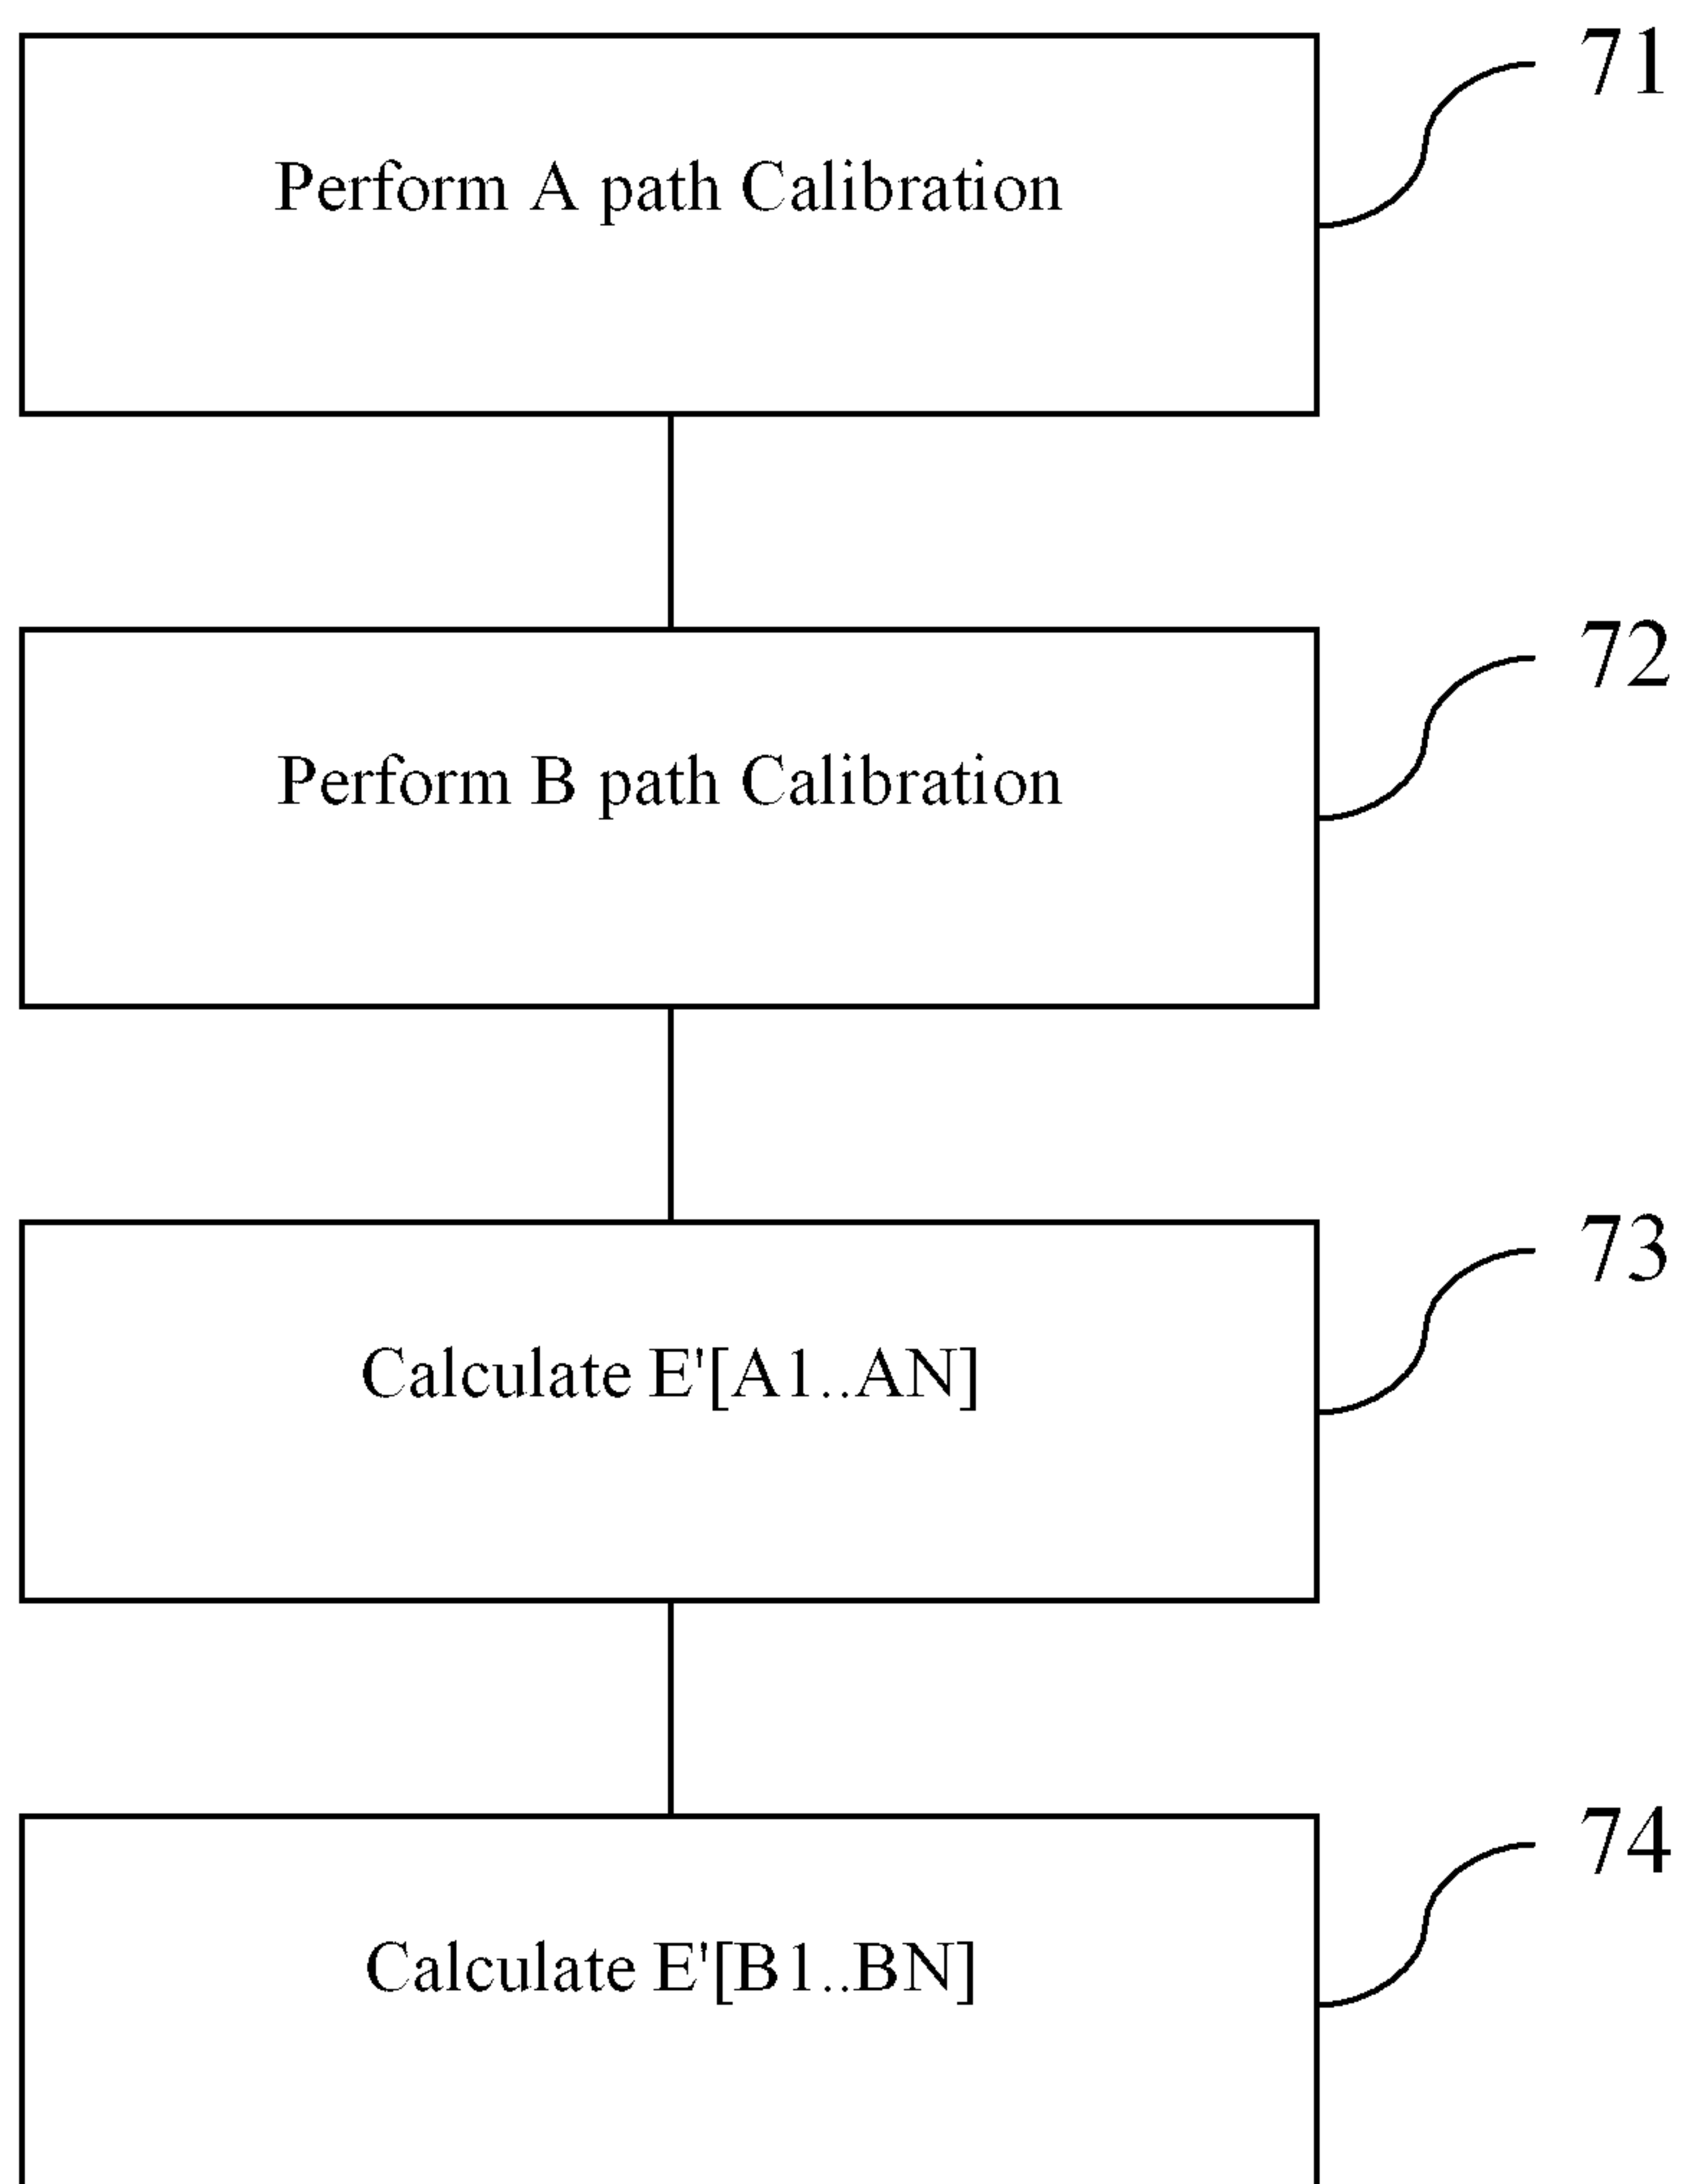 71
Perform A path Calibration
72
Perform B path Calibration
73
Calculate E'[A1..AN]
74
Calculate E'[B1..BN]